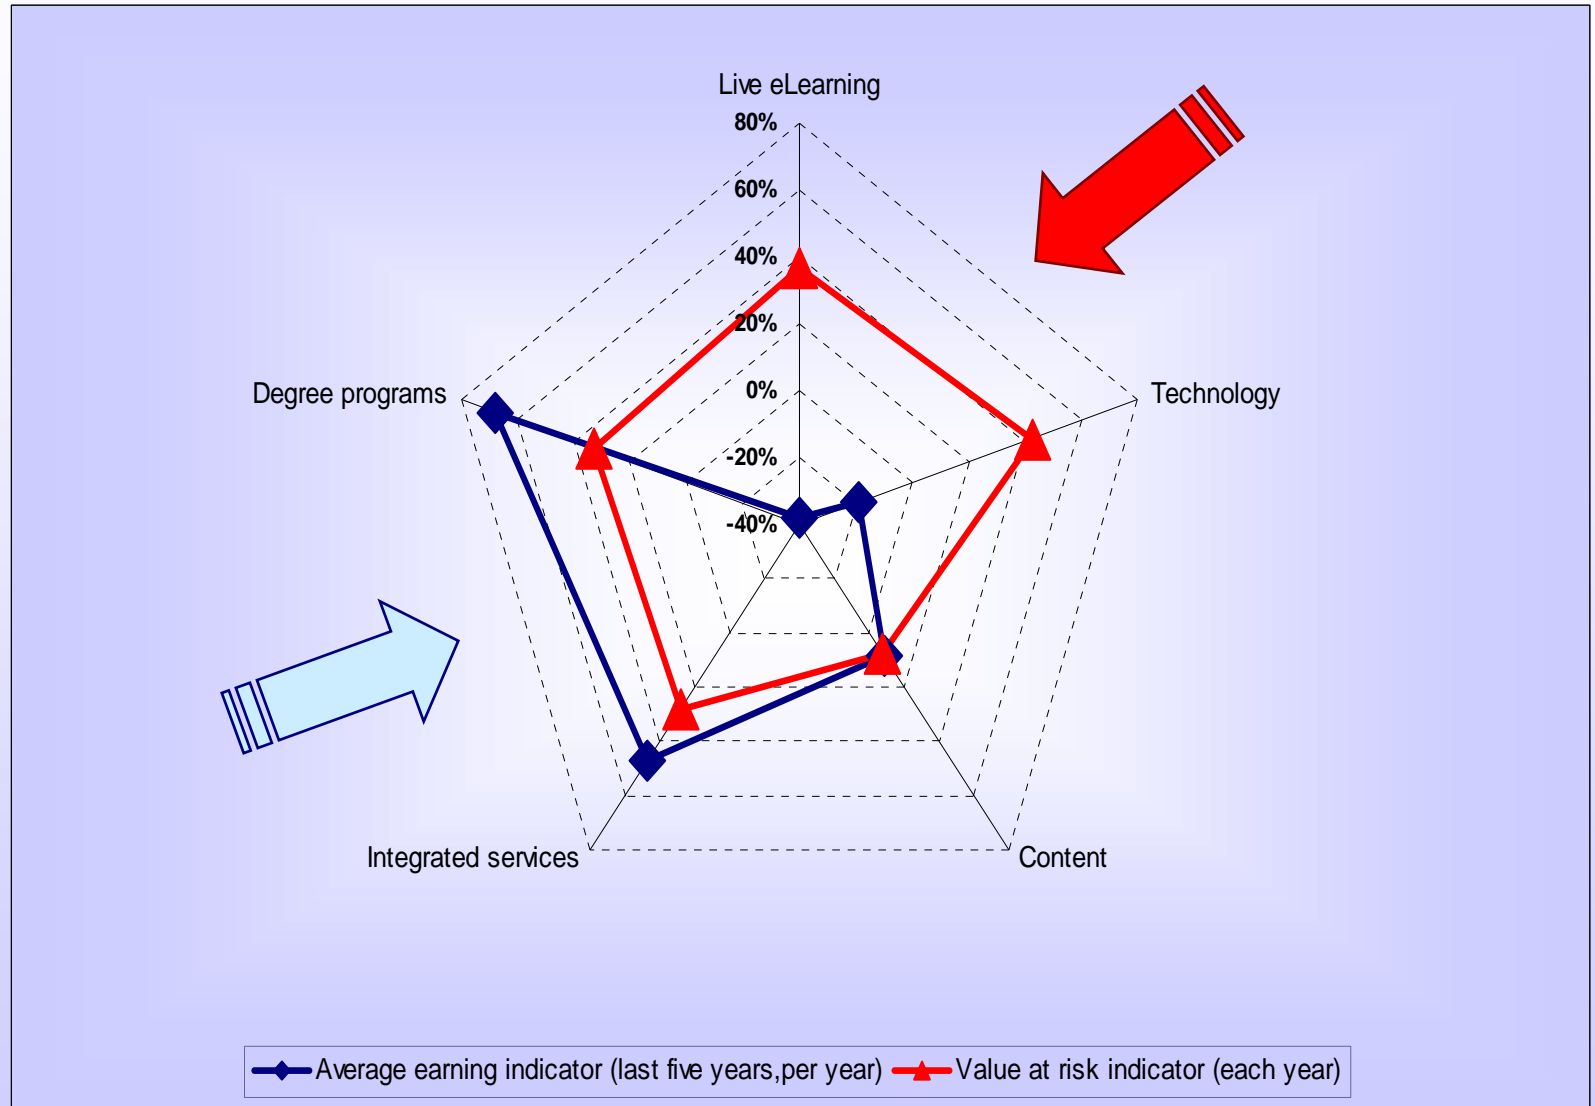 Live eLearning
80%
60%
40%
20%
0%
-20%
-40%
Degree programs
Technology
Integrated services
Content
Average earning indicator (last five years,per year)
Value at risk indicator (each year)